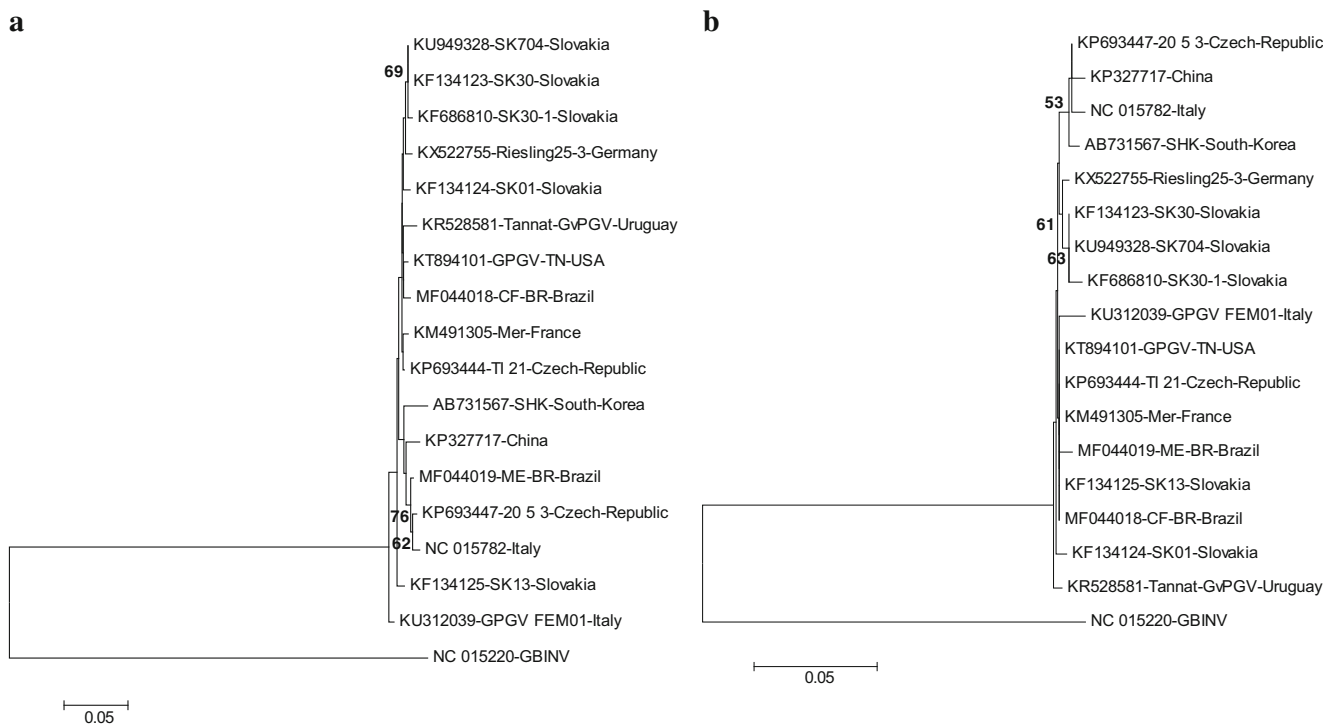 a
KU949328-SK704-Slovakia
69
KF134123-SK30-Slovakia
KF686810-SK30-1-Slovakia
KX522755-Riesling25-3-Germany
KF134124-SK01-Slovakia
KR528581-Tannat-GvPGV-Uruguay
KT894101-GPGV-TN-USA
MF044018-CF-BR-Brazil
KM491305-Mer-France
KP693444-TI 21-Czech-Republic
AB731567-SHK-South-Korea
KP327717-China
MF044019-ME-BR-Brazil
76
KP693447-20 5 3-Czech-Republic
62
NC 015782-Italy
KF134125-SK13-Slovakia
KU312039-GPGV FEM01-Italy
NC 015220-GBINV
0.05
b
KP693447-20 5 3-Czech-Republic
KP327717-China
53
NC 015782-Italy
AB731567-SHK-South-Korea
KX522755-Riesling25-3-Germany
KF134123-SK30-Slovakia
61
KU949328-SK704-Slovakia
63
KF686810-SK30-1-Slovakia
KU312039-GPGV FEM01-Italy
KT894101-GPGV-TN-USA
KP693444-TI 21-Czech-Republic
KM491305-Mer-France
MF044019-ME-BR-Brazil
KF134125-SK13-Slovakia
MF044018-CF-BR-Brazil
KF134124-SK01-Slovakia
KR528581-Tannat-GvPGV-Uruguay
NC 015220-GBINV
0.05